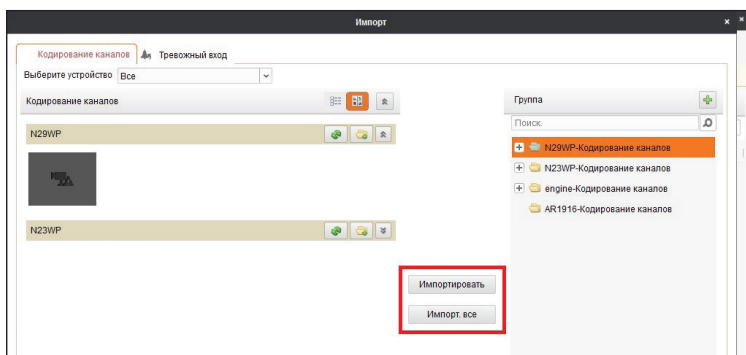 Импорт
Кодирование каналов
Тревожный вход
Выберите устройство
Все
Кодирование каналов
N29WP
N23WP
Импортировать
Импорт. все
Группа
Поиск.
N29WP-Кодирование каналов
N23WP-Кодирование каналов
engine-Кодирование каналов
AR1916-Кодирование каналов